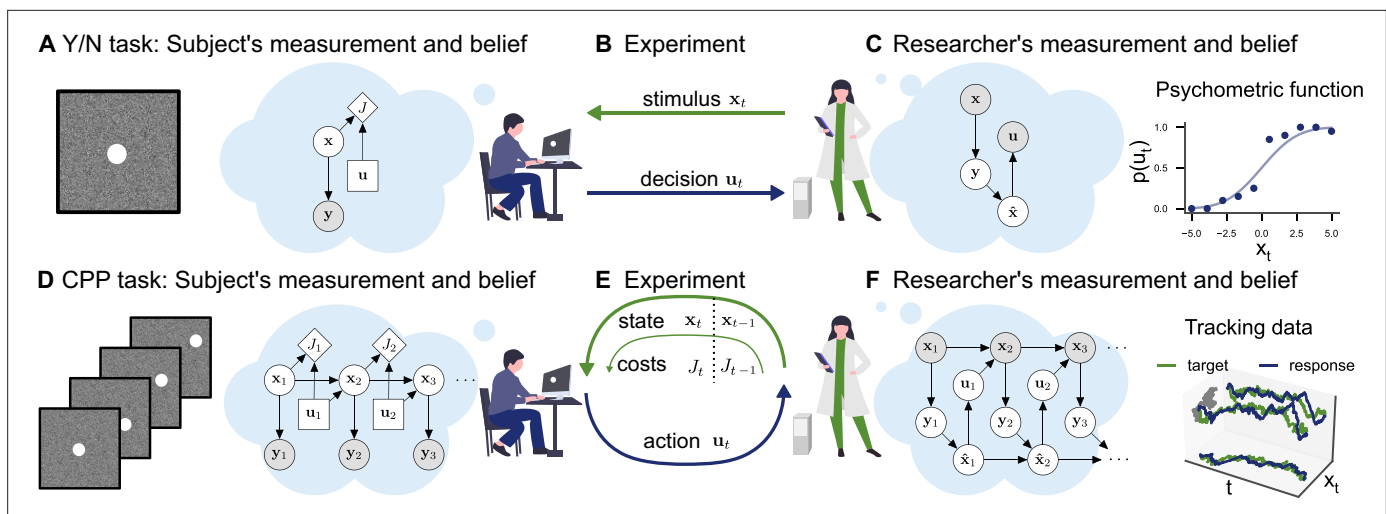 A Y/N task: Subject's measurement and belief
B Experiment
C Researcher's measurement and belief
J
x
u
y
stimulus x_t
decision u_t
x
u
y
x̂
Psychometric function
p(u_t)
1.0
0.5
0.0
−5.0 −2.5 0.0 2.5 5.0
x_t
D CPP task: Subject's measurement and belief
E Experiment
F Researcher's measurement and belief
J_1 J_2
x_1 x_2 x_3 ...
u_1 u_2
y_1 y_2 y_3
state x_t x_{t−1}
costs J_t J_{t−1}
action u_t
x_1 x_2 x_3 ...
u_1 u_2
y_1 y_2 y_3
x̂_1 x̂_2 ...
Tracking data
target response
t
x_t